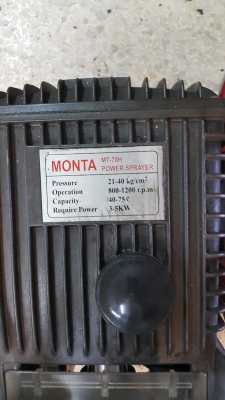 MONTA MT-70H POWER SPRAYER
Pressure 21-40 kg/cm²
Operation 800-1200 r.p.m
Capacity 40-75
Require Power 3-5KW